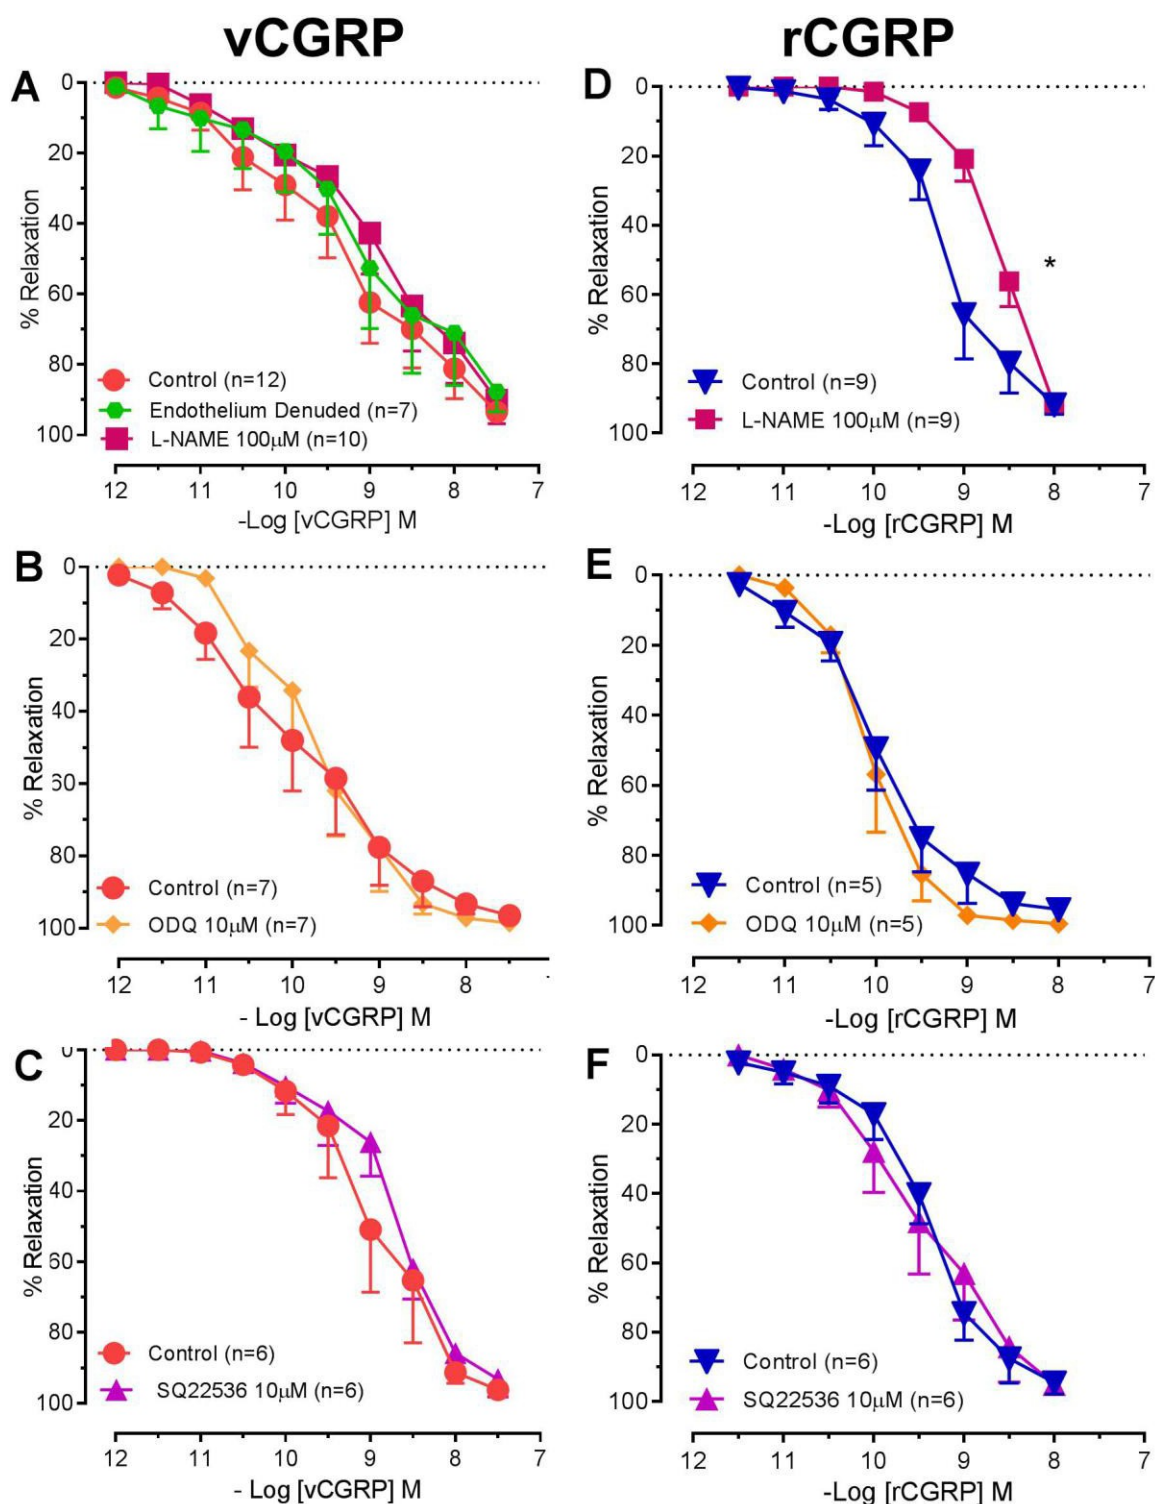 vCGRP
rCGRP
A
0
20
40
60
80
100
% Relaxation
Control (n=12)
Endothelium Denuded (n=7)
L-NAME 100μM (n=10)
12 11 10 9 8 7
-Log [vCGRP] M
D
0
20
40
60
80
100
% Relaxation
*
Control (n=9)
L-NAME 100μM (n=9)
12 11 10 9 8 7
-Log [rCGRP] M
B
0
20
40
60
80
100
% Relaxation
Control (n=7)
ODQ 10μM (n=7)
12 11 10 9 8
- Log [vCGRP] M
E
0
20
40
60
80
100
% Relaxation
Control (n=5)
ODQ 10μM (n=5)
12 11 10 9 8 7
-Log [rCGRP] M
C
0
20
40
60
80
100
% Relaxation
Control (n=6)
SQ22536 10μM (n=6)
12 11 10 9 8 7
- Log [vCGRP] M
F
0
20
40
60
80
100
% Relaxation
Control (n=6)
SQ22536 10μM (n=6)
12 11 10 9 8 7
-Log [rCGRP] M